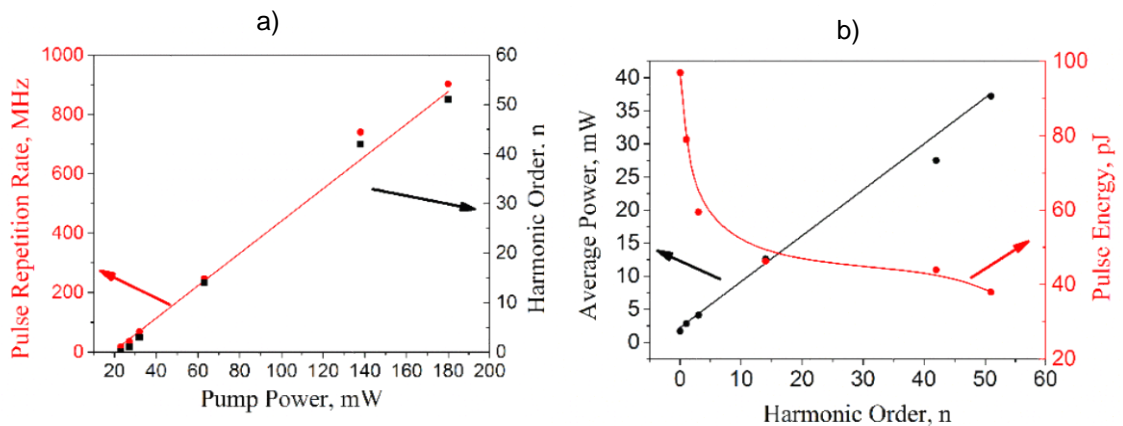 a)
Pulse Repetition Rate, MHz
1000
800
600
400
200
0
20 40 60 80 100 120 140 160 180 200
Pump Power, mW
60
50
40
30
20
10
0
Harmonic Order, n
b)
Average Power, mW
40
35
30
25
20
15
10
5
0
0 10 20 30 40 50 60
Harmonic Order, n
100
80
60
40
20
Pulse Energy, pJ